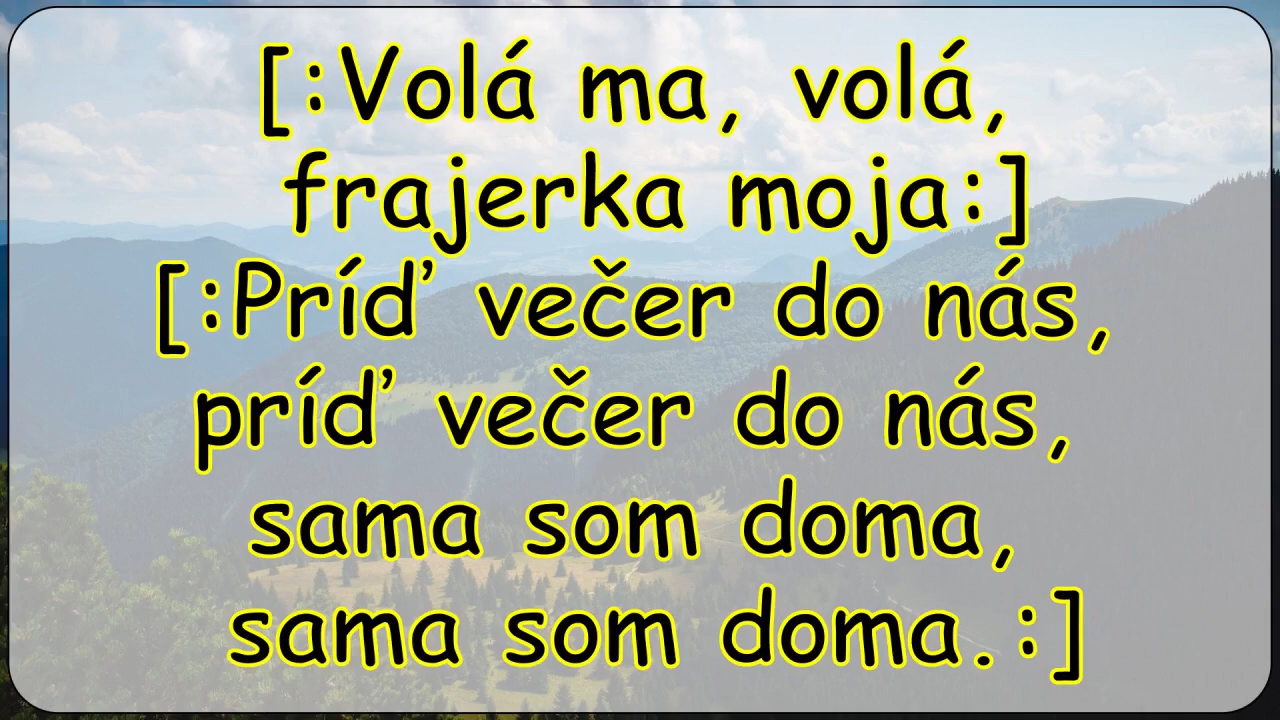 [:Volá ma, volá,
frajerka moja:]
[:Príď večer do nás,
príď večer do nás,
sama som doma,
sama som doma.:]